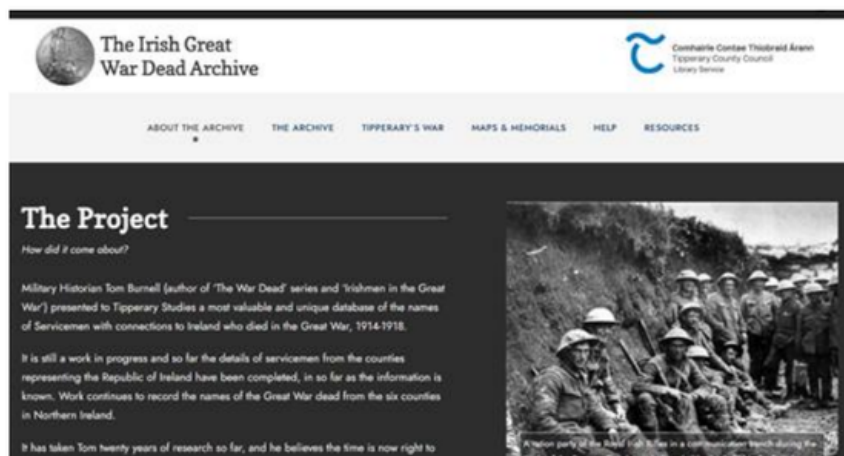 The Irish Great
War Dead Archive
Comhairle Contae Thiobraid Árann
Tipperary County Council
Library Service
ABOUT THE ARCHIVE THE ARCHIVE TIPPERARY'S WAR MAPS & MEMORIALS HELP RESOURCES
The Project
How did it come about?
Military Historian Tom Burnell (author of 'The War Dead' series and 'Irishmen in the Great
War') presented to Tipperary Studies a most valuable and unique database of the names
of Servicemen with connections to Ireland who died in the Great War, 1914-1918.
It is still a work in progress and so far the details of servicemen from the counties
representing the Republic of Ireland have been completed, in so far as the information is
known. Work continues to record the names of the Great War dead from the six counties
in Northern Ireland.
It has taken Tom twenty years of research so far, and he believes the time is now right to
A ration party of the Royal Irish Rifles in a communication trench during the